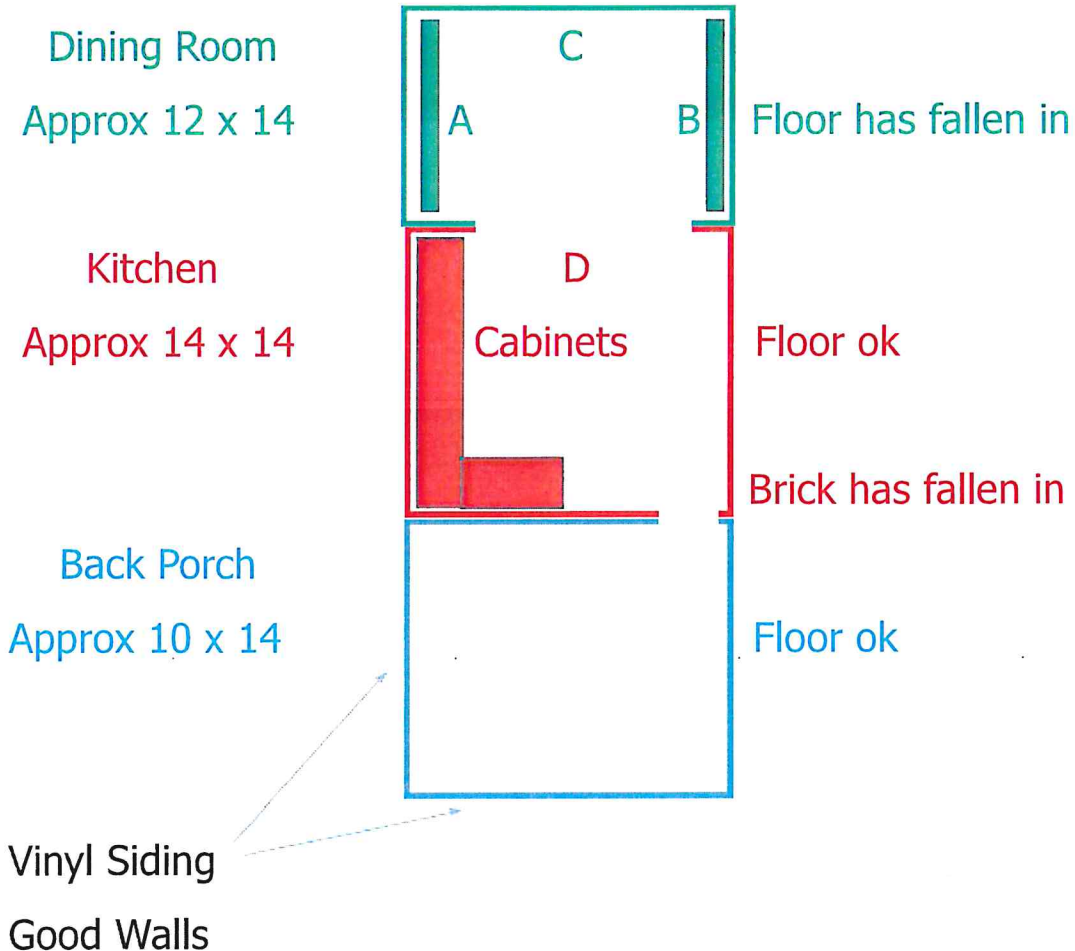 Dining Room
C
Approx 12 x 14
A
B
Floor has fallen in
Kitchen
D
Approx 14 x 14
Cabinets
Floor ok
Brick has fallen in
Back Porch
Approx 10 x 14
Floor ok
Vinyl Siding
Good Walls